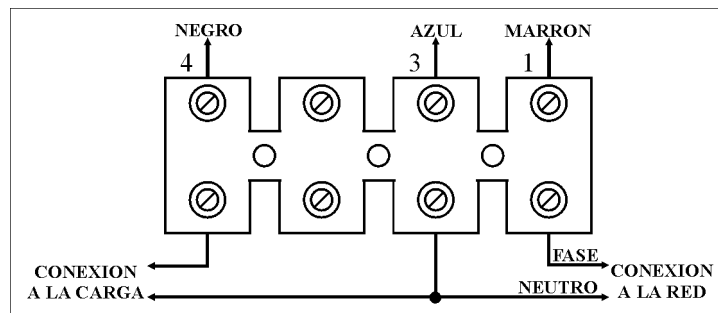 NEGRO
AZUL
MARRON
4
3
1
CONEXION
A LA CARGA
FASE
NEUTRO
CONEXION
A LA RED